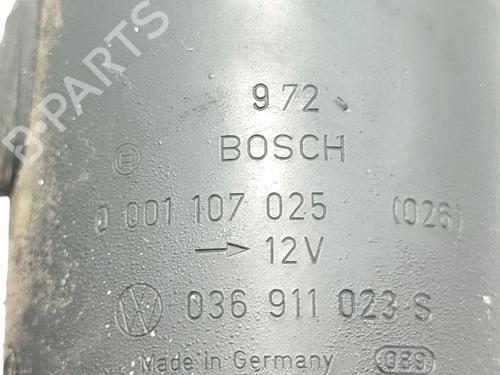 B-PARTS
972
BOSCH
0 001 107 025 (026)
→ 12V
036 911 023 S
Made in Germany